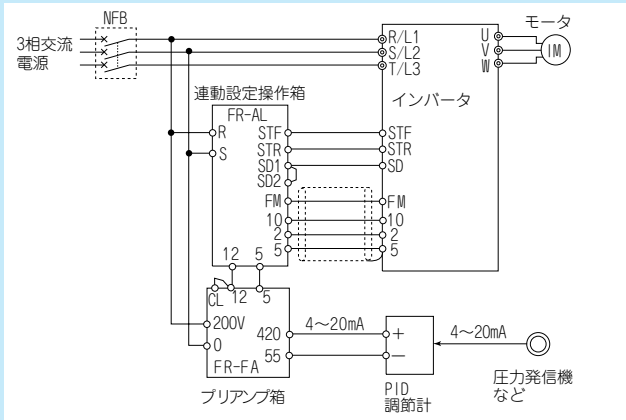 NFB
3相交流
電源
R/L1
S/L2
T/L3
U
V
W
モータ
IM
インバータ
連動設定操作箱
FR-AL
R
S
STF
STR
SD1
SD2
FM
10
2
5
STF
STR
SD
FM
10
2
5
12 5
CL 12 5
200V
0
FR-FA
420
55
プリアンプ箱
4～20mA
+
−
PID
調節計
4～20mA
圧力発信機
など